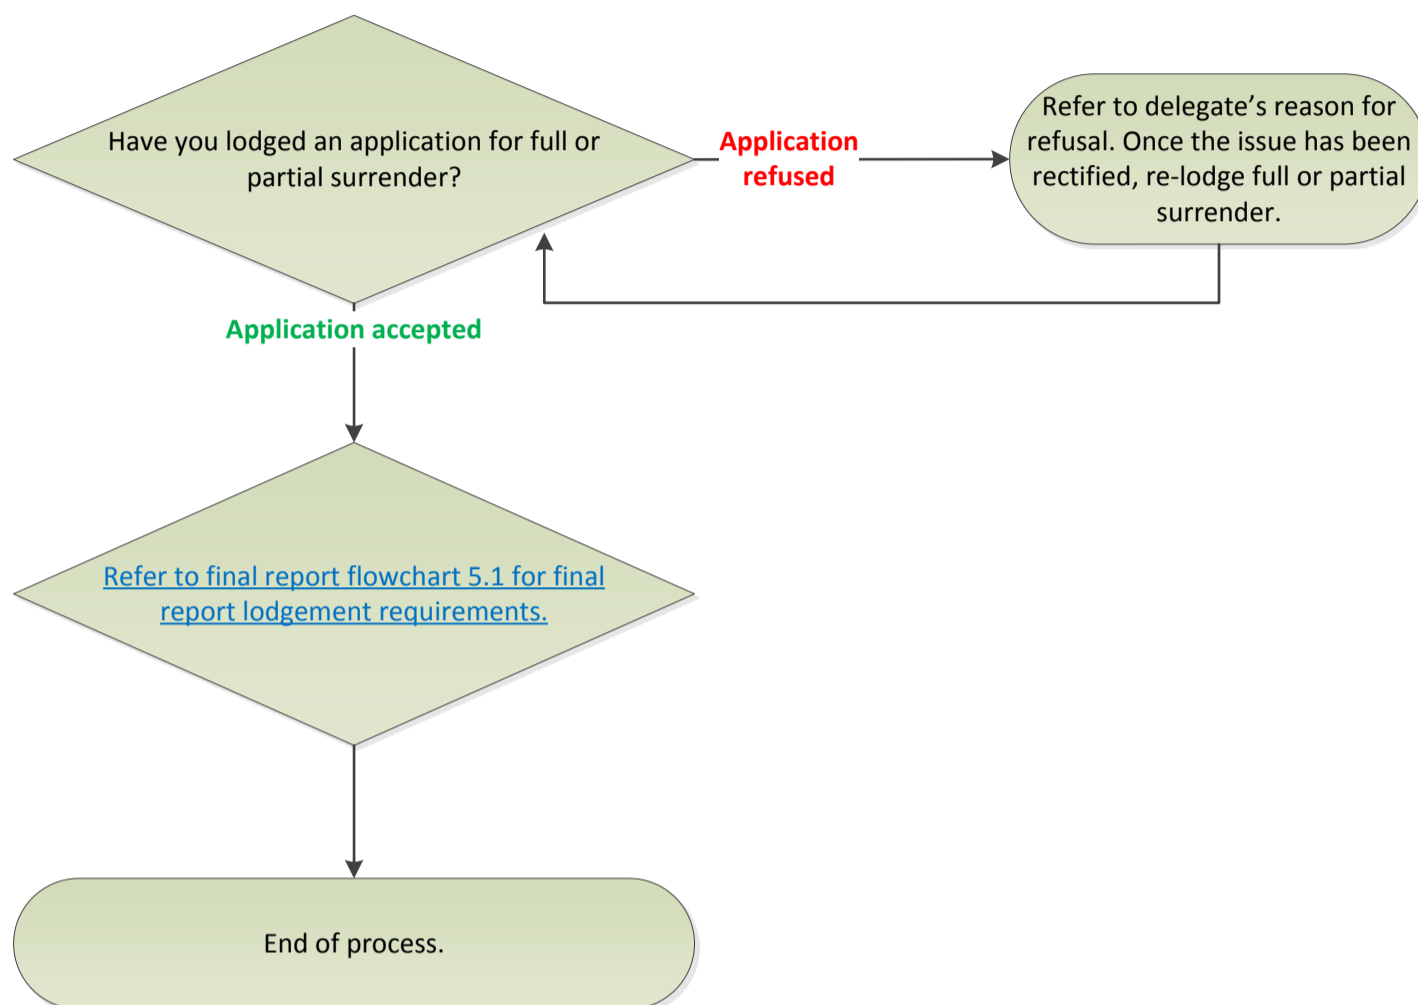 Have you lodged an application for full or
partial surrender?
Application
refused
Refer to delegate’s reason for
refusal. Once the issue has been
rectified, re-lodge full or partial
surrender.
Application accepted
Refer to final report flowchart 5.1 for final
report lodgement requirements.
End of process.